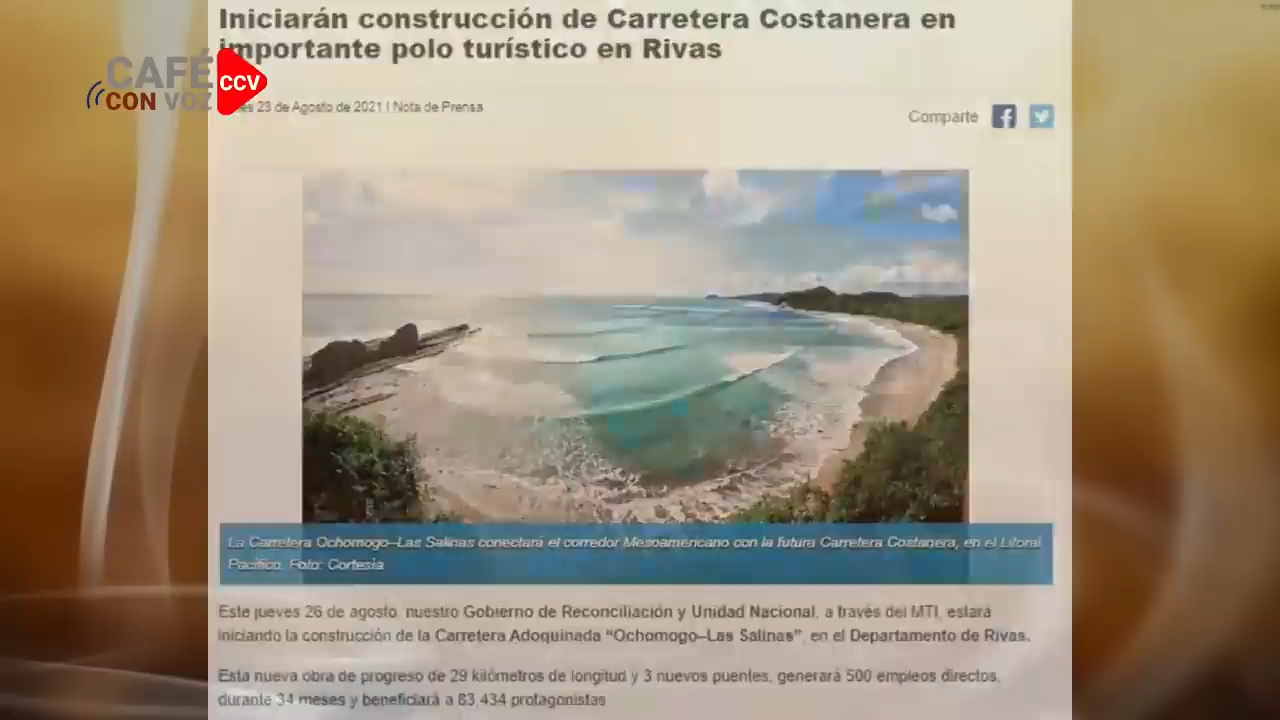 Iniciarán construcción de Carretera Costanera en
importante polo turístico en Rivas
CAFÉ
CON VOZ
CCV
23 de Agosto de 2021 | Nota de Prensa
Comparte
La Carretera Ochomogo–Las Salinas conectará el corredor Mesoamericano con la futura Carretera Costanera, en el Litoral
Pacífico. Foto: Cortesía
Este jueves 26 de agosto, nuestro Gobierno de Reconciliación y Unidad Nacional, a través del MTI, estará
iniciando la construcción de la Carretera Adoquinada “Ochomogo–Las Salinas”, en el Departamento de Rivas.
Esta nueva obra de progreso de 29 kilómetros de longitud y 3 nuevos puentes, generará 500 empleos directos,
durante 34 meses y beneficiará a 83,434 protagonistas